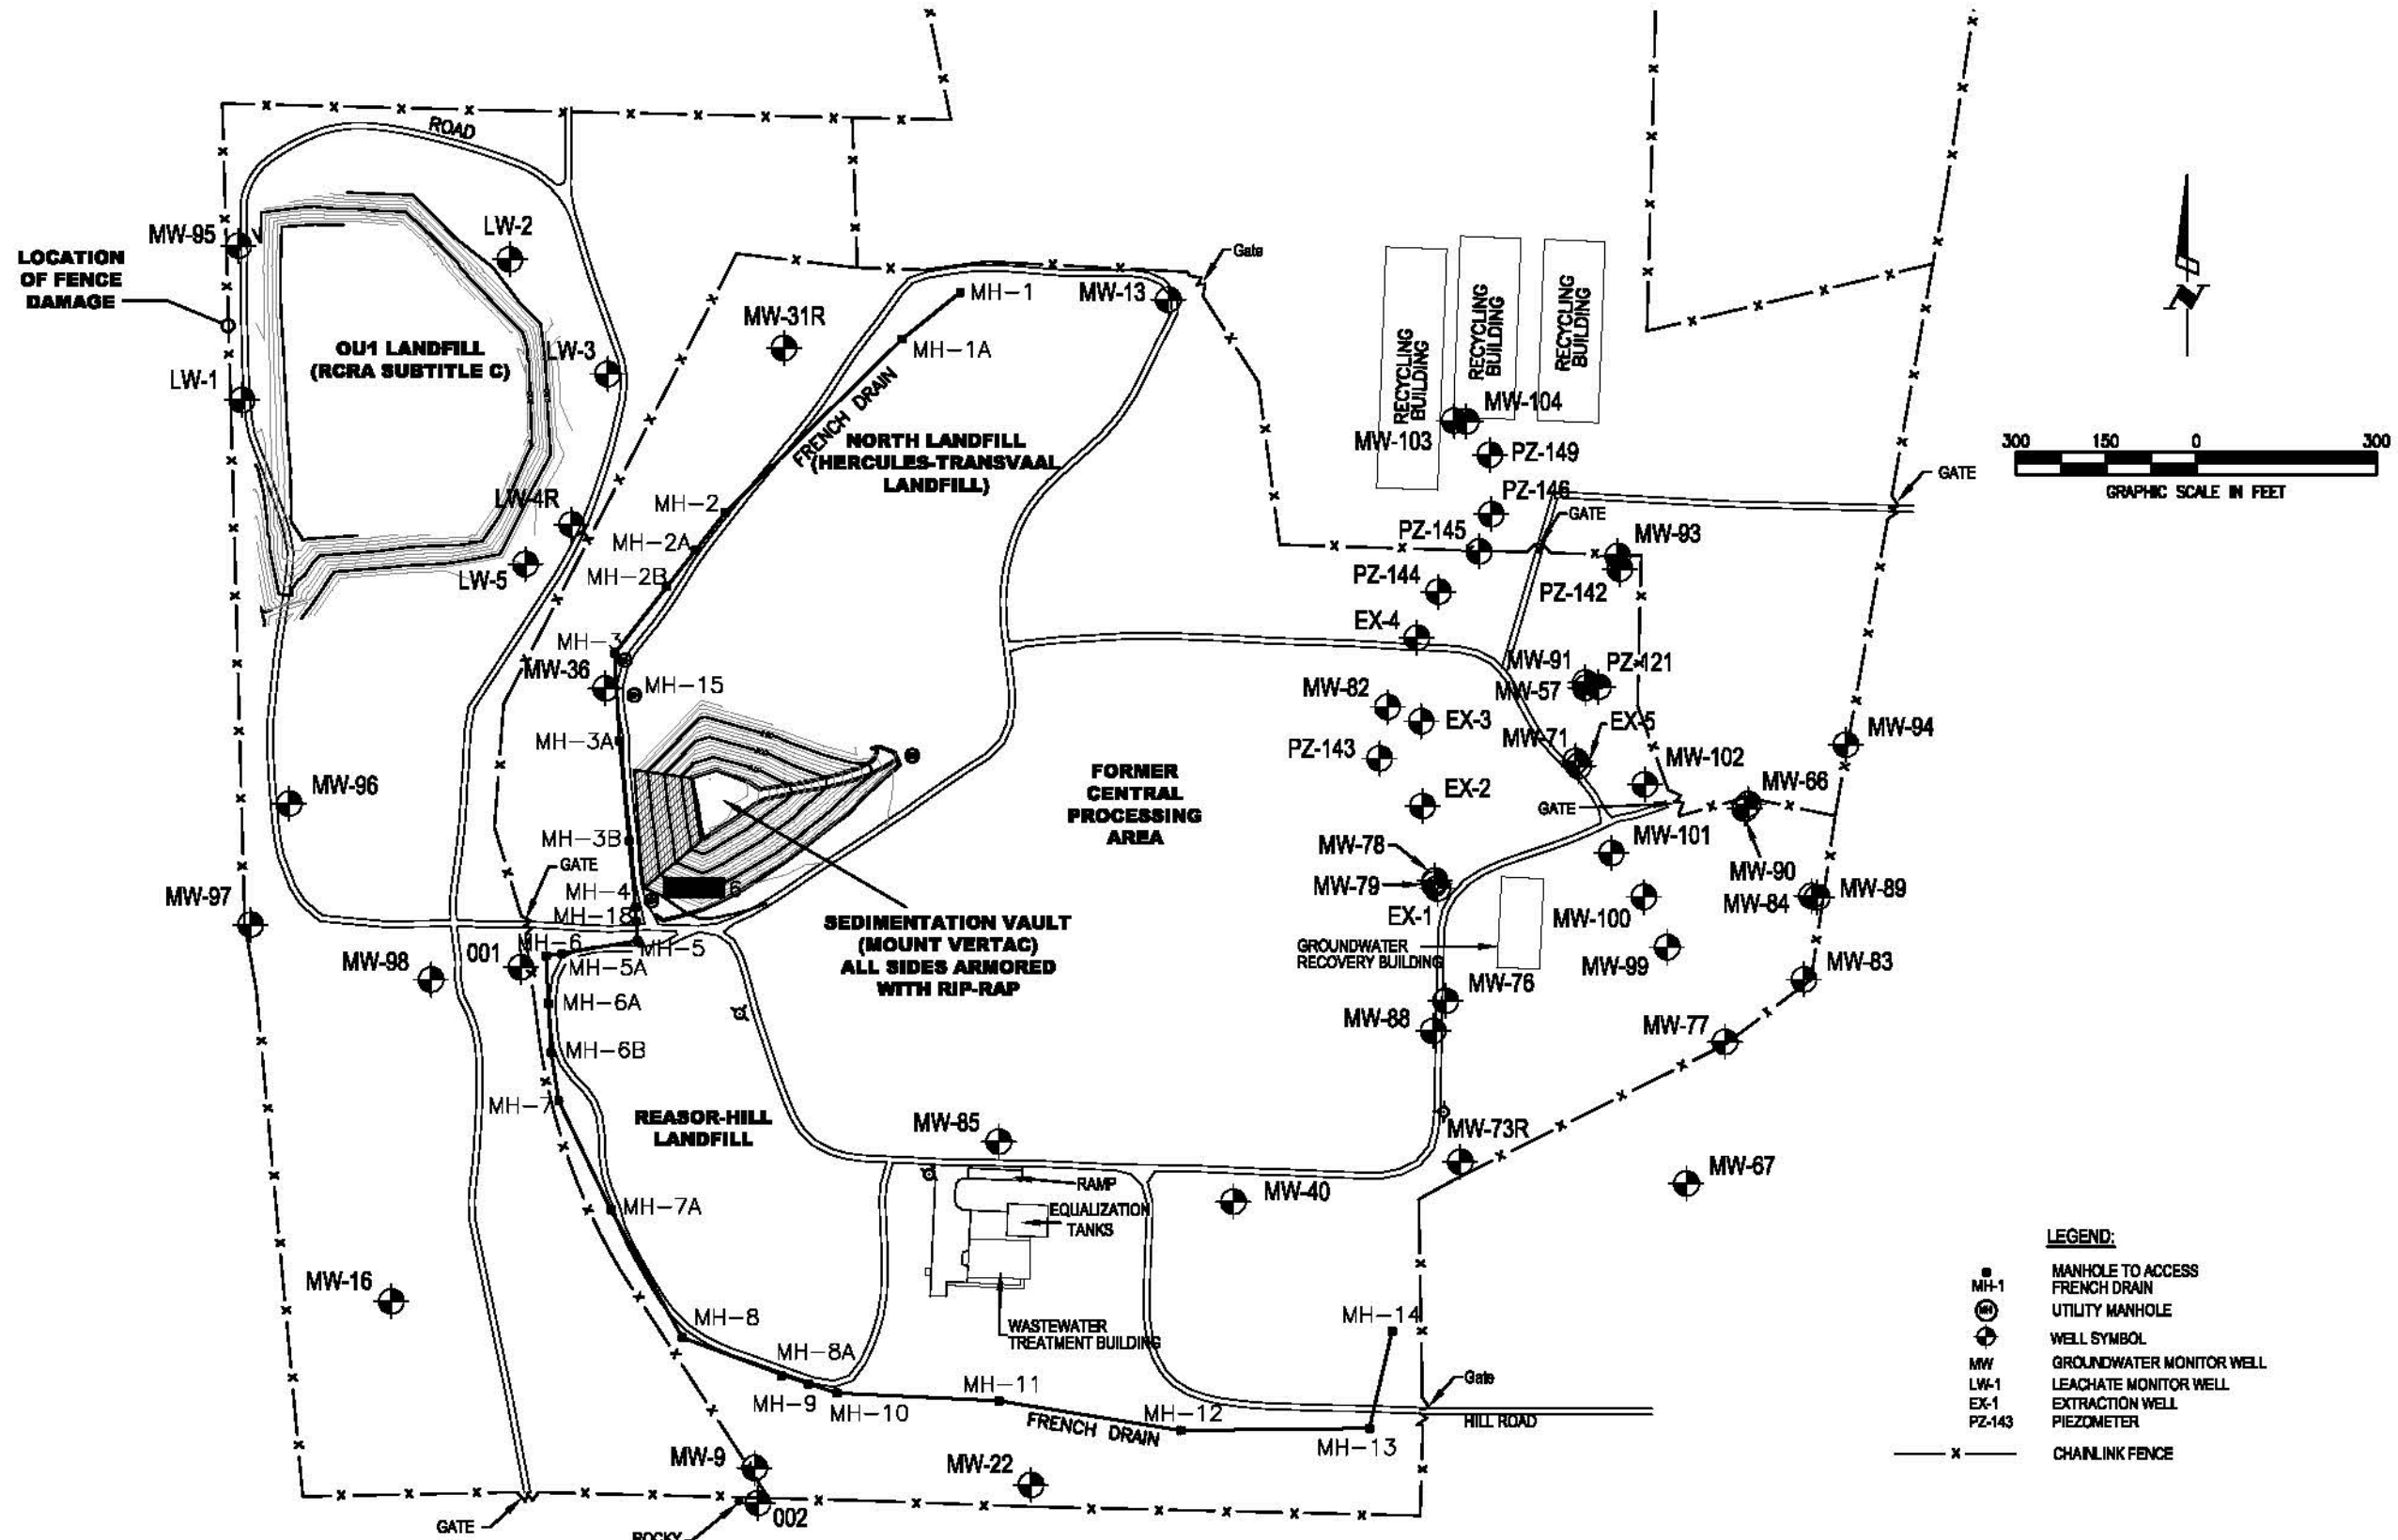 ROAD
MW-95
LOCATION
OF FENCE
DAMAGE
LW-2
OU1 LANDFILL
(RCRA SUBTITLE C)
LW-3
LW-1
LW-4R
LW-5
MW-31R
MH-1
MH-1A
MW-13
Gate
FRENCH DRAIN
NORTH LANDFILL
(HERCULES-TRANSVAAL
LANDFILL)
MH-2
MH-2A
MH-2B
MH-3
MW-36
MH-15
MH-3A
MH-3B
GATE
MH-4
MH-18
6
MH-6
MH-5
MH-5A
001
MH-6A
MH-6B
MH-7
MW-96
MW-97
MW-98
MW-16
RECYCLING
BUILDING
RECYCLING
BUILDING
RECYCLING
BUILDING
MW-104
MW-103
PZ-149
PZ-146
PZ-145
GATE
MW-93
PZ-144
PZ-142
EX-4
GATE
N
300 150 0 300
GRAPHIC SCALE IN FEET
MW-91
PZ-121
MW-57
MW-82
EX-3
EX-5
MW-71
PZ-143
MW-102
MW-94
MW-66
EX-2
GATE
MW-101
MW-90
MW-78
MW-79
EX-1
MW-84
MW-89
MW-100
GROUNDWATER
RECOVERY BUILDING
MW-99
MW-83
MW-76
MW-88
MW-77
FORMER
CENTRAL
PROCESSING
AREA
SEDIMENTATION VAULT
(MOUNT VERTAC)
ALL SIDES ARMORED
WITH RIP-RAP
REASOR-HILL
LANDFILL
MW-85
MW-73R
MW-67
MH-7A
RAMP
MW-40
EQUALIZATION
TANKS
MH-8
WASTEWATER
TREATMENT BUILDING
MH-8A
MH-14
MH-9
MH-10
MH-11
FRENCH DRAIN
MH-12
MH-13
Gate
HILL ROAD
MW-9
MW-22
002
GATE
ROCKY
LEGEND:
MH-1 MANHOLE TO ACCESS
FRENCH DRAIN
MH UTILITY MANHOLE
WELL SYMBOL
MW GROUNDWATER MONITOR WELL
LW-1 LEACHATE MONITOR WELL
EX-1 EXTRACTION WELL
PZ-143 PIEZOMETER
x CHAINLINK FENCE